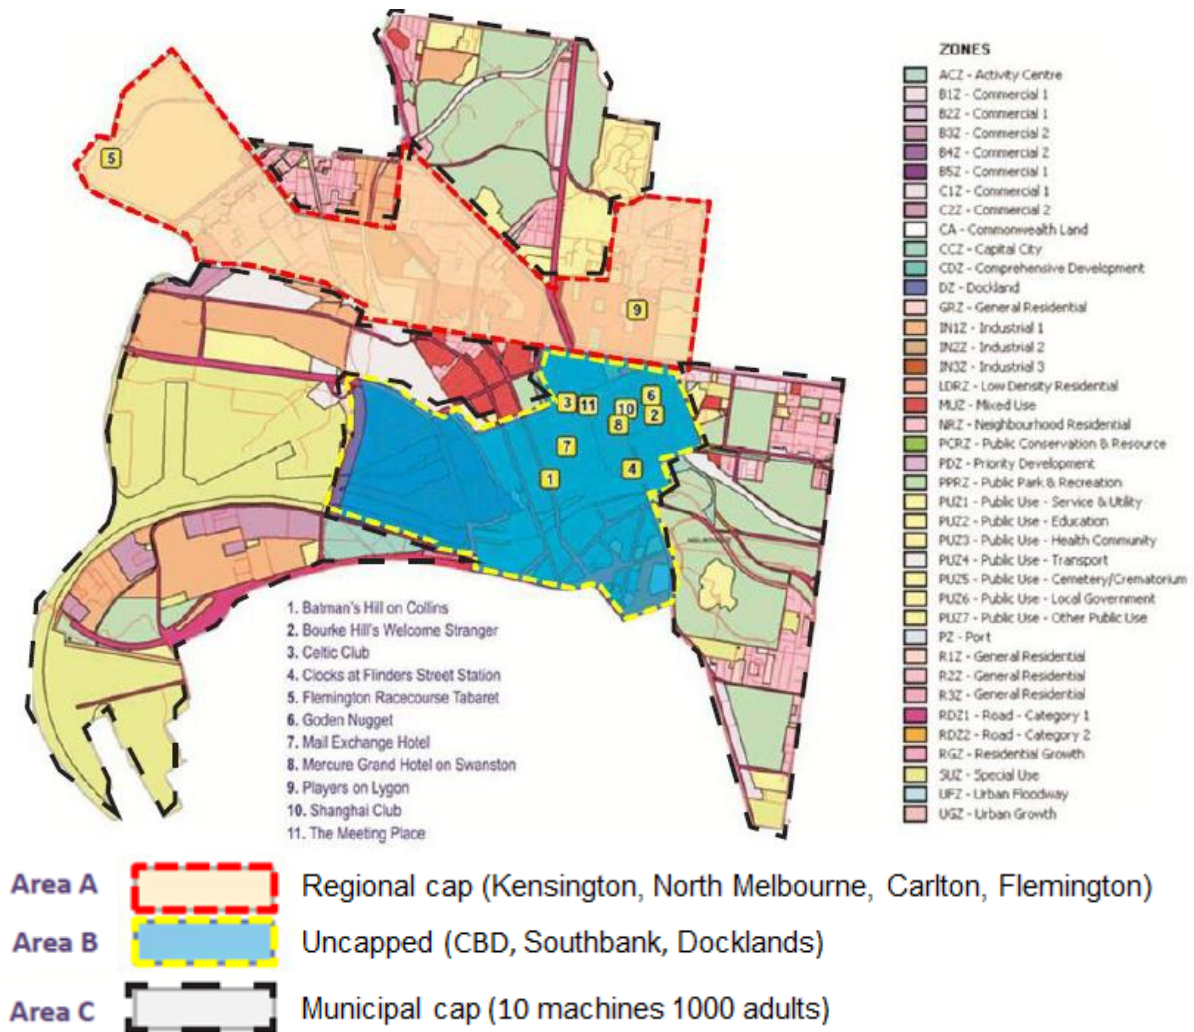 5
9
3
11
6
10
2
8
7
4
1
1. Batman's Hill on Collins
2. Bourke Hill's Welcome Stranger
3. Celtic Club
4. Clocks at Flinders Street Station
5. Flemington Racecourse Tabaret
6. Goden Nugget
7. Mail Exchange Hotel
8. Mercure Grand Hotel on Swanston
9. Players on Lygon
10. Shanghai Club
11. The Meeting Place
ZONES
ACZ - Activity Centre
B1Z - Commercial 1
B2Z - Commercial 1
B3Z - Commercial 2
B4Z - Commercial 2
B5Z - Commercial 1
C1Z - Commercial 1
C2Z - Commercial 2
CA - Commonwealth Land
CCZ - Capital City
CDZ - Comprehensive Development
DZ - Dockland
GRZ - General Residential
IN1Z - Industrial 1
IN2Z - Industrial 2
IN3Z - Industrial 3
LDRZ - Low Density Residential
MUZ - Mixed Use
NRZ - Neighbourhood Residential
PCRZ - Public Conservation & Resource
PDZ - Priority Development
PPRZ - Public Park & Recreation
PUZ1 - Public Use - Service & Utility
PUZ2 - Public Use - Education
PUZ3 - Public Use - Health Community
PUZ4 - Public Use - Transport
PUZ5 - Public Use - Cemetery/Crematorium
PUZ6 - Public Use - Local Government
PUZ7 - Public Use - Other Public Use
PZ - Port
R1Z - General Residential
R2Z - General Residential
R3Z - General Residential
RDZ1 - Road - Category 1
RDZ2 - Road - Category 2
RGZ - Residential Growth
SUZ - Special Use
UFZ - Urban Floodway
UGZ - Urban Growth
Area A Regional cap (Kensington, North Melbourne, Carlton, Flemington)
Area B Uncapped (CBD, Southbank, Docklands)
Area C Municipal cap (10 machines 1000 adults)